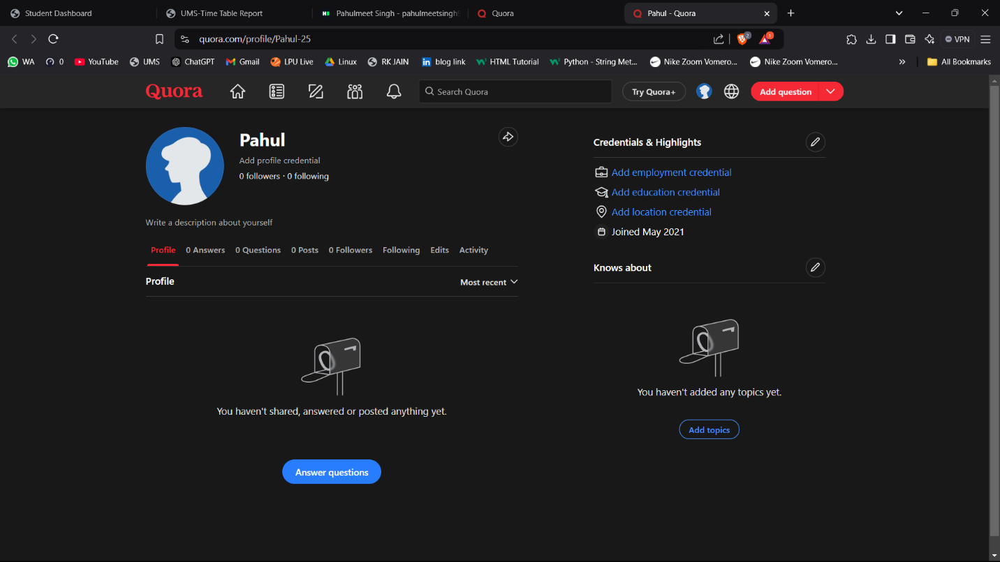 Student Dashboard
UMS-Time Table Report
Pahulmeet Singh - pahulmeetsingh
Quora
Pahul - Quora
quora.com/profile/Pahul-25
2
1
VPN
WA
0
YouTube
UMS
ChatGPT
Gmail
LPU Live
Linux
RK JAIN
blog link
HTML Tutorial
Python - String Met...
Nike Zoom Vomero...
Nike Zoom Vomero...
All Bookmarks
Quora
Search Quora
Try Quora+
Add question
Pahul
Add profile credential
0 followers · 0 following
Write a description about yourself
Profile
0 Answers
0 Questions
0 Posts
0 Followers
Following
Edits
Activity
Profile
Most recent
You haven't shared, answered or posted anything yet.
Answer questions
Credentials & Highlights
Add employment credential
Add education credential
Add location credential
Joined May 2021
Knows about
You haven't added any topics yet.
Add topics